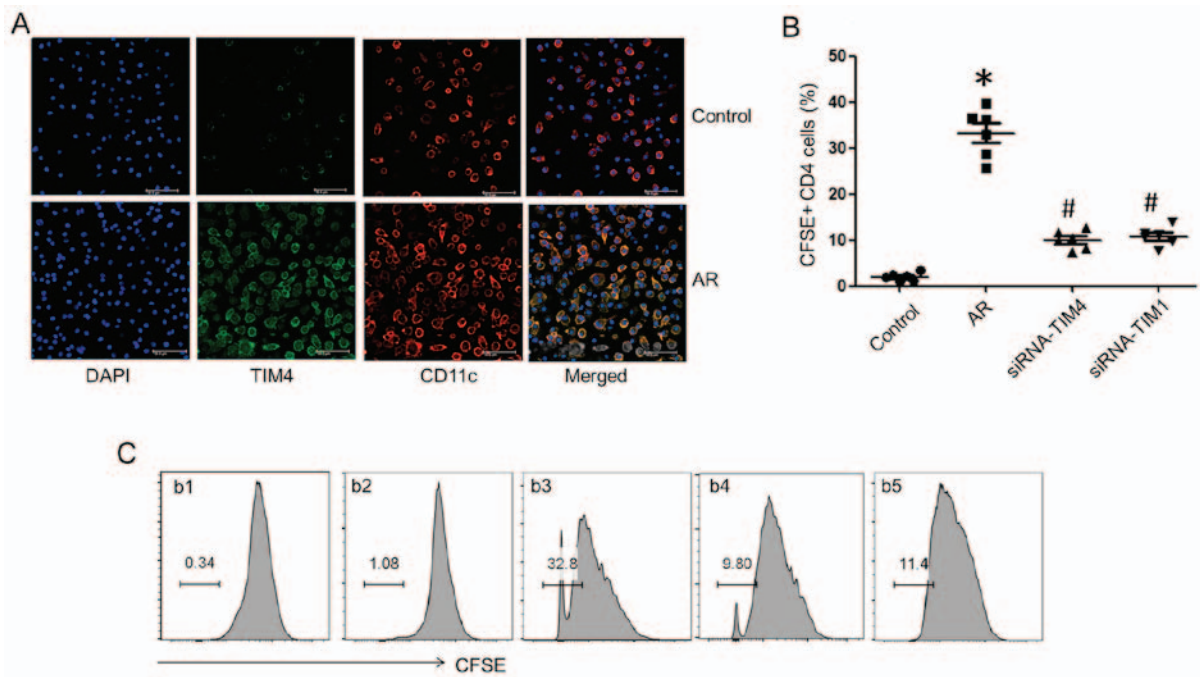 A
Control
AR
DAPI
TIM4
CD11c
Merged
B
CFSE+ CD4 cells (%)
50
40
30
20
10
0
*
#
#
Control
AR
siRNA-TIM4
siRNA-TIM1
C
b1
0.34
b2
1.08
b3
32.8
b4
9.80
b5
11.4
CFSE